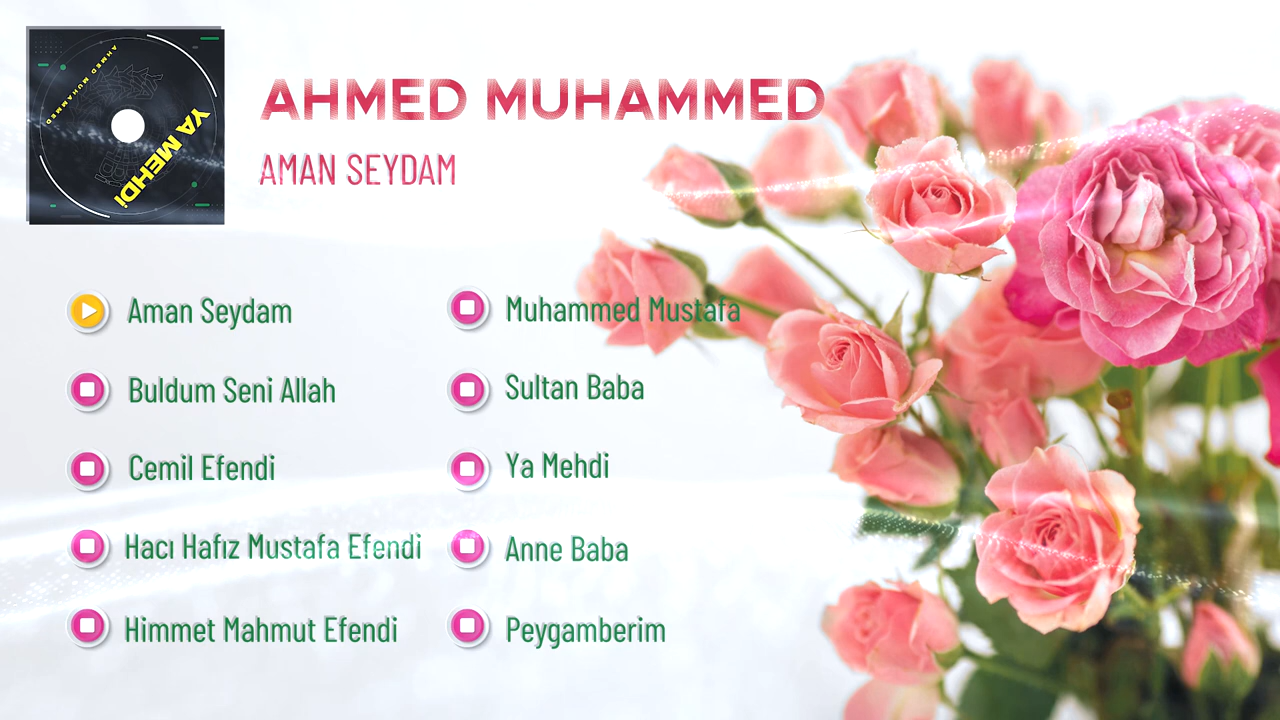 AHMED MUHAMMED
YA MEHDİ
AHMED MUHAMMED
AMAN SEYDAM
Aman Seydam
Buldum Seni Allah
Cemil Efendi
Hacı Hafız Mustafa Efendi
Himmet Mahmut Efendi
Muhammed Mustafa
Sultan Baba
Ya Mehdi
Anne Baba
Peygamberim